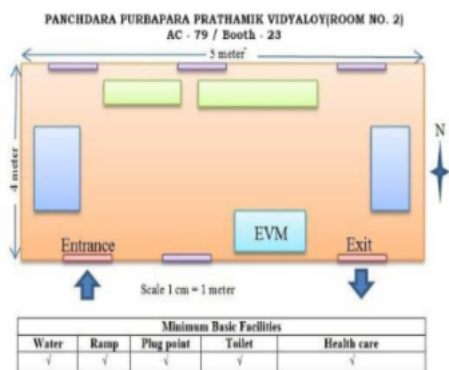 PANCHDARA PURBAPARA PRATHAMIK VIDYALOY(ROOM NO. 2)
AC - 79 / Booth - 23
5 meter
N
4 meter
EVM
Entrance
Exit
Scale 1 cm = 1 meter
Minimum Basic Facilities
Water Ramp Plug point Toilet Health care
√ √ √ √ √